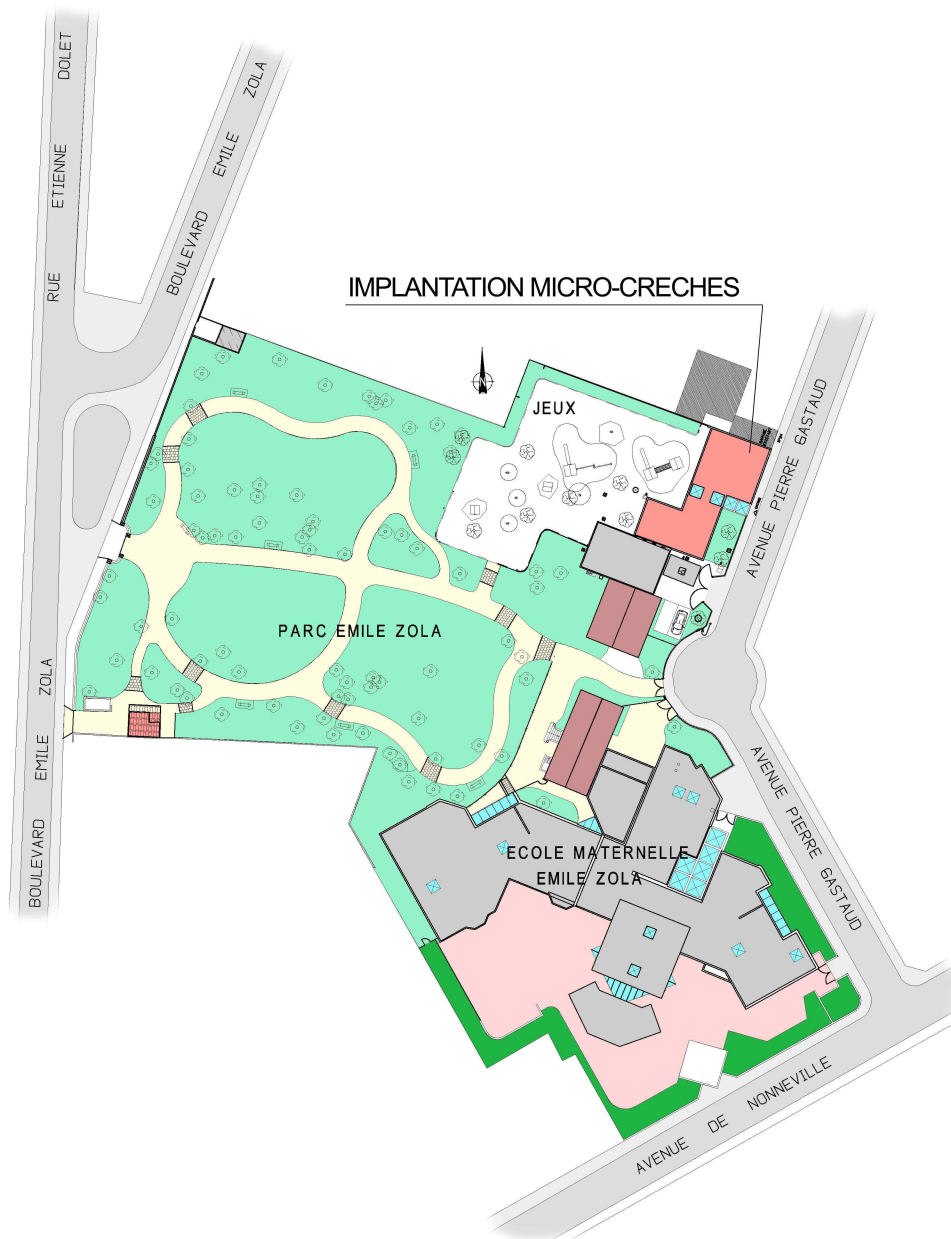 RUE ETIENNE DOLET
BOULEVARD EMILE ZOLA
IMPLANTATION MICRO-CRECHES
N
JEUX
AVENUE PIERRE GASTAUD
PARC EMILE ZOLA
BOULEVARD EMILE ZOLA
AVENUE PIERRE GASTAUD
ECOLE MATERNELLE
EMILE ZOLA
AVENUE DE NONNEVILLE